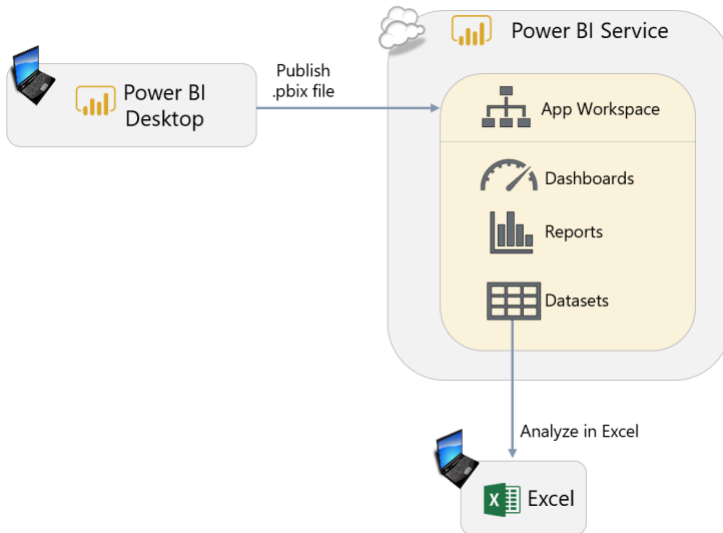 Power BI Service
Publish
.pbix file
Power BI
Desktop
App Workspace
Dashboards
Reports
Datasets
Analyze in Excel
X
Excel